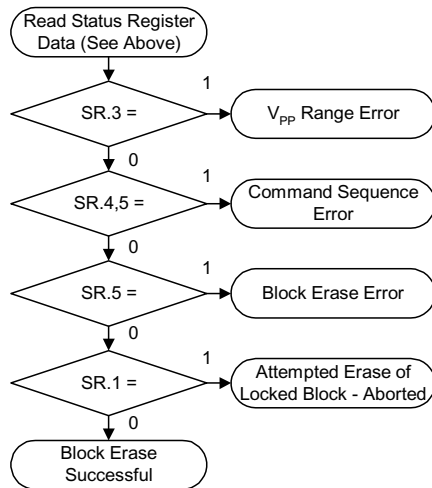 Read Status Register
Data (See Above)
1
SR.3 =
V_PP Range Error
0
1
SR.4,5 =
Command Sequence
Error
0
1
SR.5 =
Block Erase Error
0
1
SR.1 =
Attempted Erase of
Locked Block - Aborted
0
Block Erase
Successful